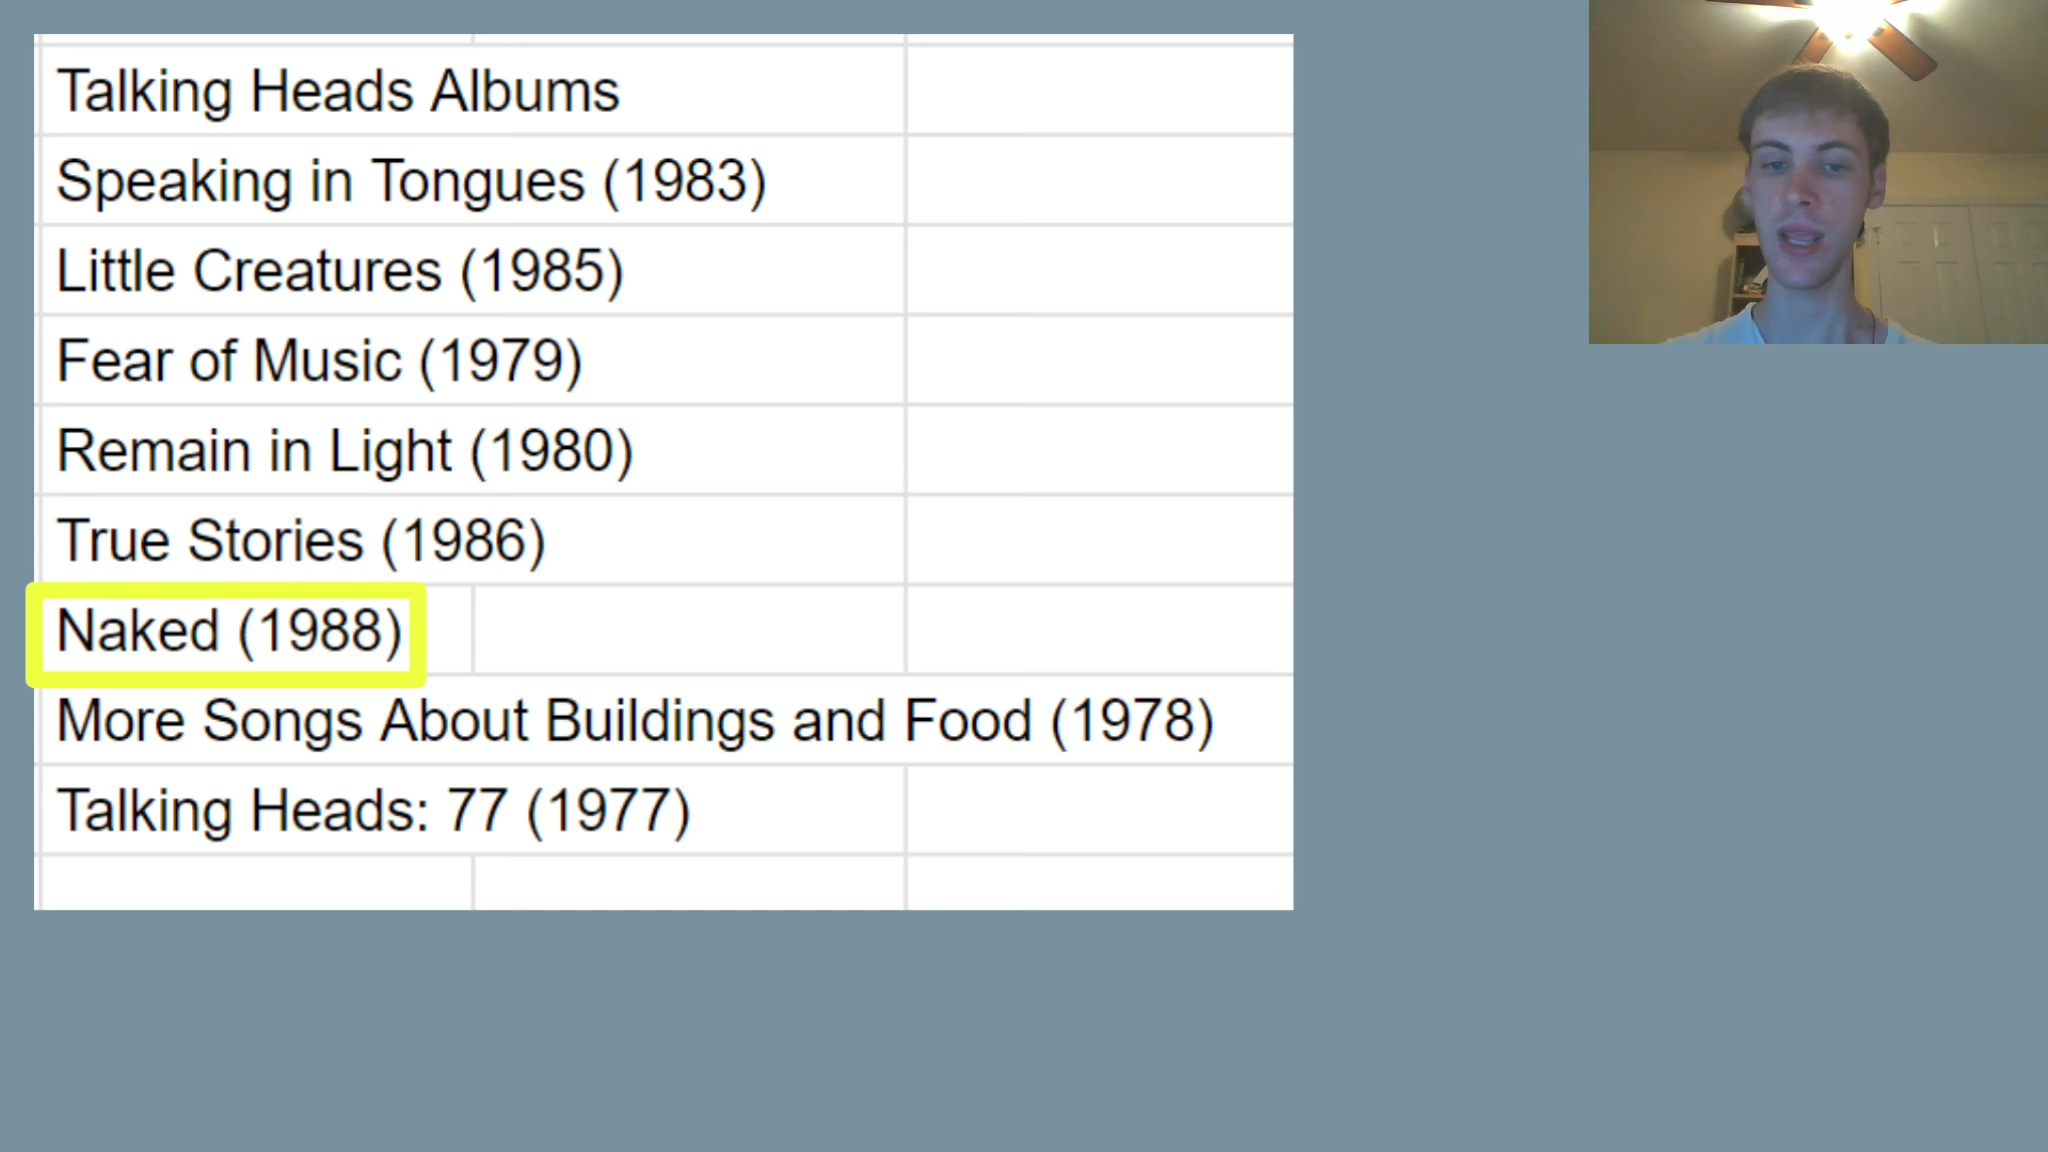 Talking Heads Albums
Speaking in Tongues (1983)
Little Creatures (1985)
Fear of Music (1979)
Remain in Light (1980)
True Stories (1986)
Naked (1988)
More Songs About Buildings and Food (1978)
Talking Heads: 77 (1977)